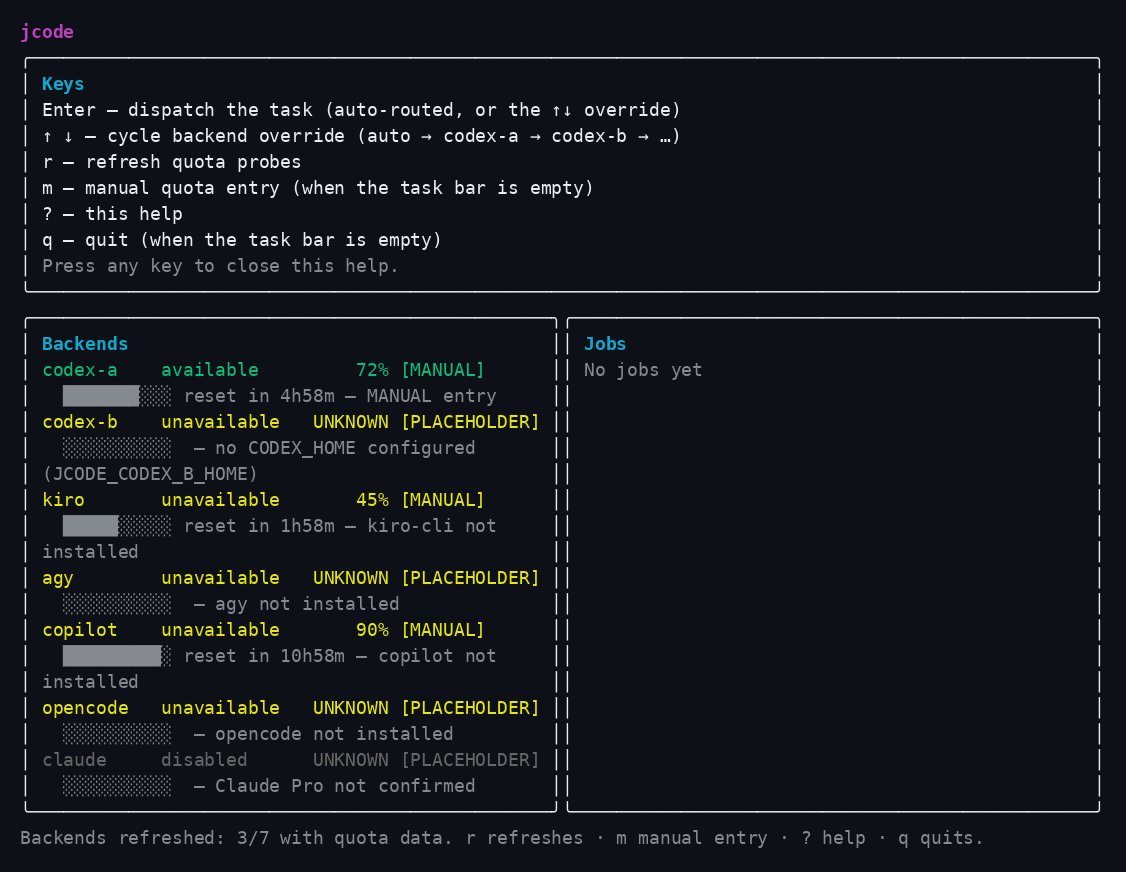 jcode
Keys
Enter — dispatch the task (auto-routed, or the ↑↓ override)
↑ ↓ — cycle backend override (auto → codex-a → codex-b → …)
r — refresh quota probes
m — manual quota entry (when the task bar is empty)
? — this help
q — quit (when the task bar is empty)
Press any key to close this help.
Backends
codex-a    available         72% [MANUAL]
reset in 4h58m — MANUAL entry
codex-b    unavailable   UNKNOWN [PLACEHOLDER]
— no CODEX_HOME configured
(JCODE_CODEX_B_HOME)
kiro       unavailable       45% [MANUAL]
reset in 1h58m — kiro-cli not
installed
agy        unavailable   UNKNOWN [PLACEHOLDER]
— agy not installed
copilot    unavailable       90% [MANUAL]
reset in 10h58m — copilot not
installed
opencode   unavailable   UNKNOWN [PLACEHOLDER]
— opencode not installed
claude     disabled      UNKNOWN [PLACEHOLDER]
— Claude Pro not confirmed
Jobs
No jobs yet
Backends refreshed: 3/7 with quota data. r refreshes · m manual entry · ? help · q quits.